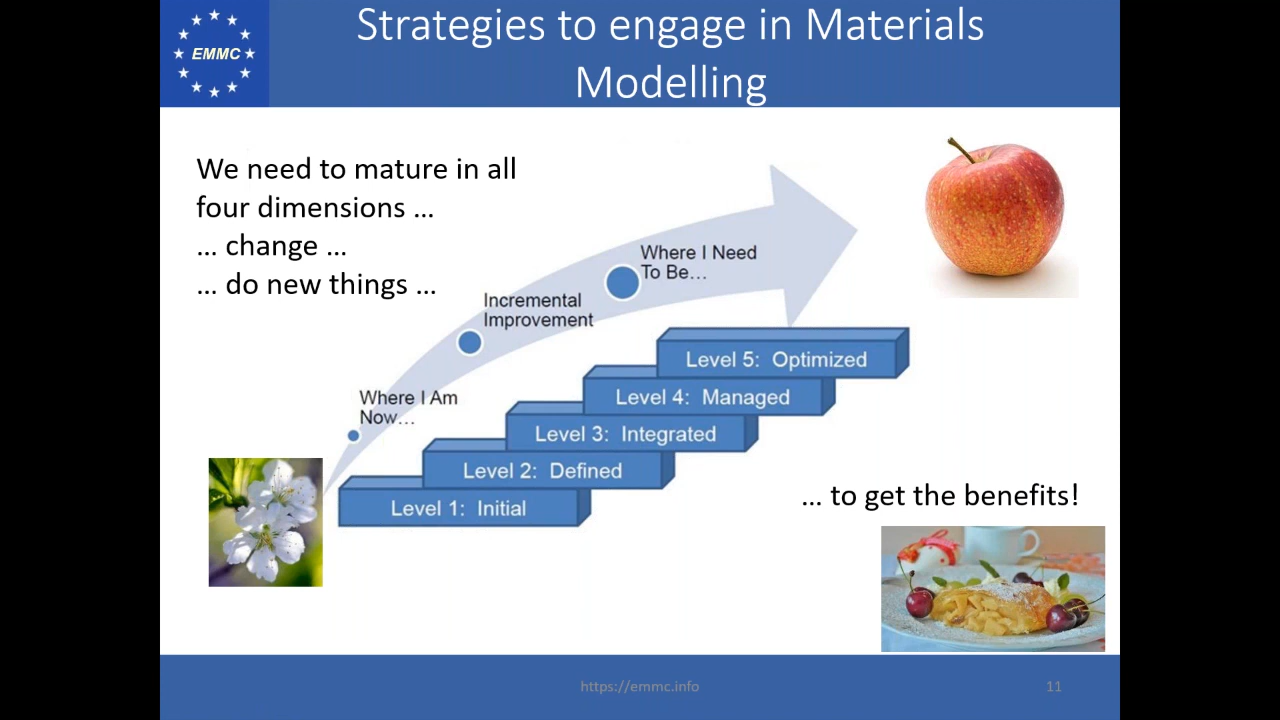 EMMC
Strategies to engage in Materials
Modelling
We need to mature in all
four dimensions ...
... change ...
... do new things ...
Where I Need
To Be...
Incremental
Improvement
Where I Am
Now...
Level 5: Optimized
Level 4: Managed
Level 3: Integrated
Level 2: Defined
Level 1: Initial
... to get the benefits!
https://emmc.info
11